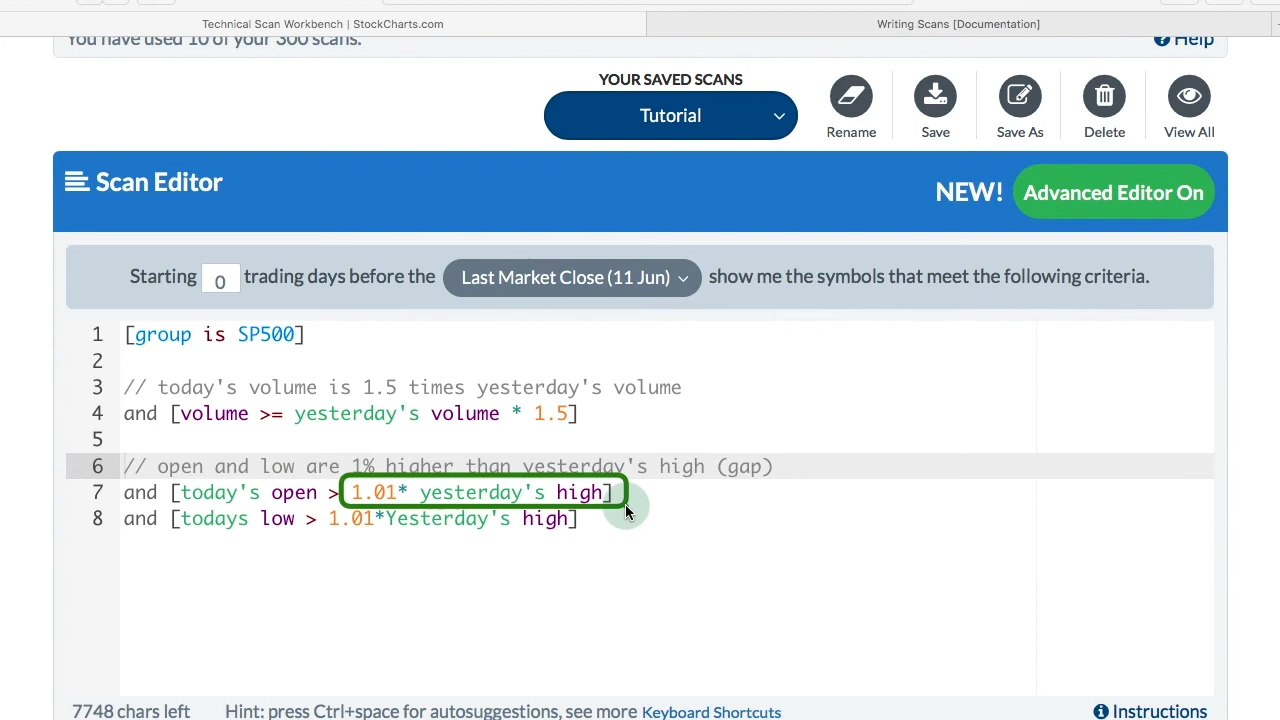 Technical Scan Workbench | StockCharts.com
Writing Scans [Documentation]
You have used 10 of your 300 scans.
Help
YOUR SAVED SCANS
Tutorial
Rename
Save
Save As
Delete
View All
Scan Editor
NEW!
Advanced Editor On
Starting 0 trading days before the Last Market Close (11 Jun) show me the symbols that meet the following criteria.
1 [group is SP500]
2
3 // today's volume is 1.5 times yesterday's volume
4 and [volume >= yesterday's volume * 1.5]
5
6 // open and low are 1% higher than yesterday's high (gap)
7 and [today's open > 1.01* yesterday's high]
8 and [todays low > 1.01*Yesterday's high]
7748 chars left
Hint: press Ctrl+space for autosuggestions, see more Keyboard Shortcuts
Instructions